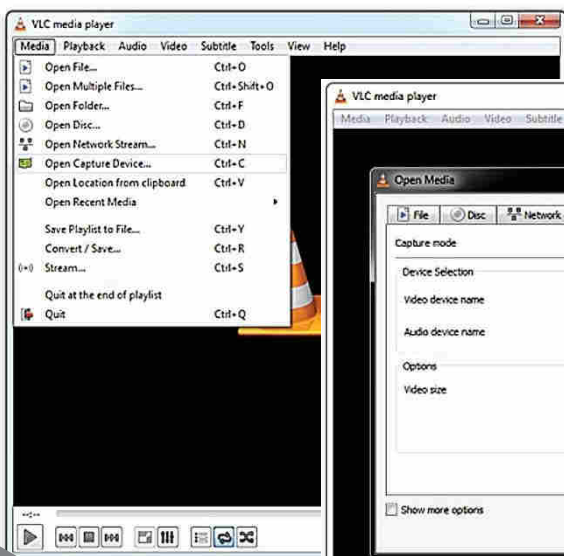 VLC media player
Media Playback Audio Video Subtitle Tools View Help
Open File... Ctrl+O
Open Multiple Files... Ctrl+Shift+O
Open Folder... Ctrl+F
Open Disc... Ctrl+D
Open Network Stream... Ctrl+N
Open Capture Device... Ctrl+C
Open Location from clipboard Ctrl+V
Open Recent Media
Save Playlist to File... Ctrl+Y
Convert / Save... Ctrl+R
Stream... Ctrl+S
Quit at the end of playlist
Quit Ctrl+Q
--:--
VLC media player
Media Playback Audio Video Subtitle
Open Media
File Disc Network
Capture mode
Device Selection
Video device name
Audio device name
Options
Video size
Show more options